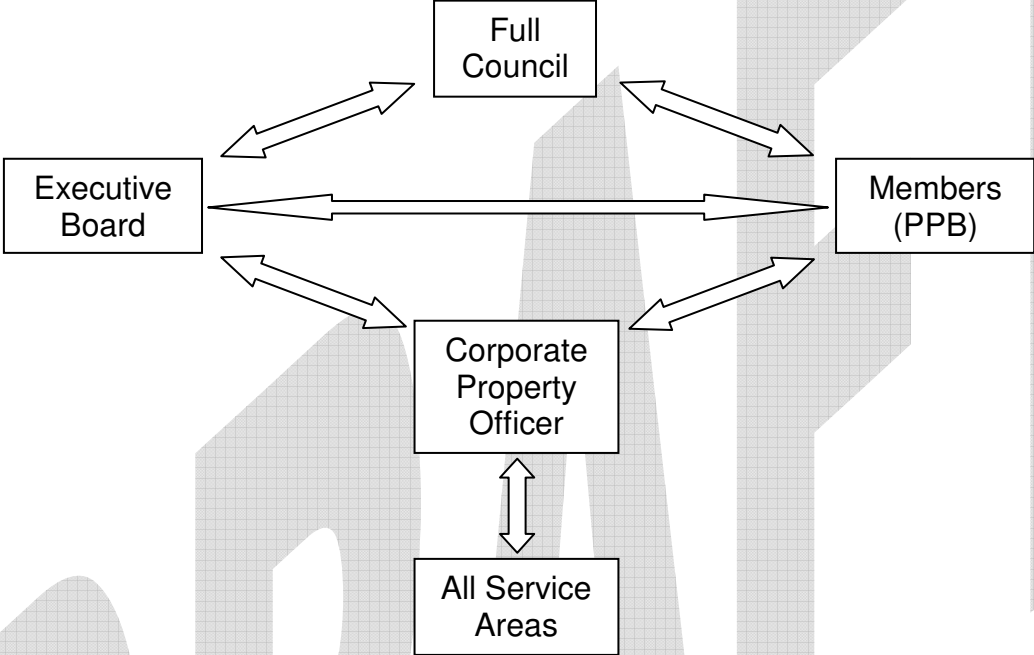 Full
Council
Executive
Board
Members
(PPB)
Corporate
Property
Officer
All Service
Areas